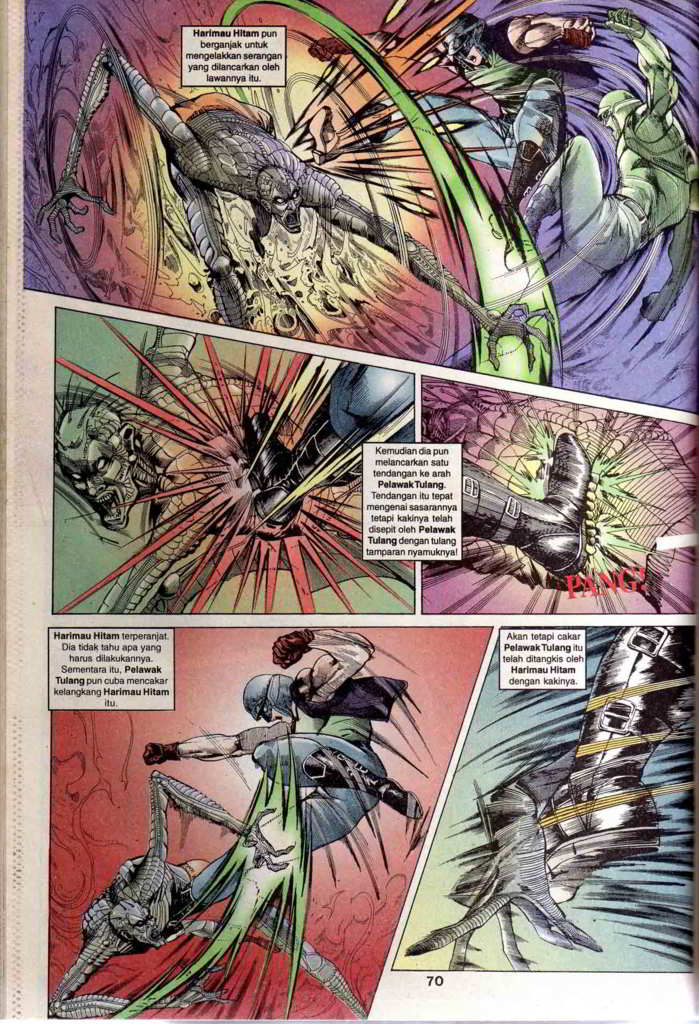 Harimau Hitam pun
berganjak untuk
mengelakkan serangan
yang dilancarkan oleh
lawannya itu.
Kemudian dia pun
melancarkan satu
tendangan ke arah
Pelawak Tulang.
Tendangan itu tepat
mengenai sasarannya
tetapi kakinya telah
disepit oleh Pelawak
Tulang dengan tulang
tamparan nyamuknya!
PANG!
Harimau Hitam terperanjat.
Dia tidak tahu apa yang
harus dilakukannya.
Sementara itu, Pelawak
Tulang pun cuba mencakar
kelangkang Harimau Hitam
itu.
Akan tetapi cakar
Pelawak Tulang itu
telah ditangkis oleh
Harimau Hitam
dengan kakinya.
70